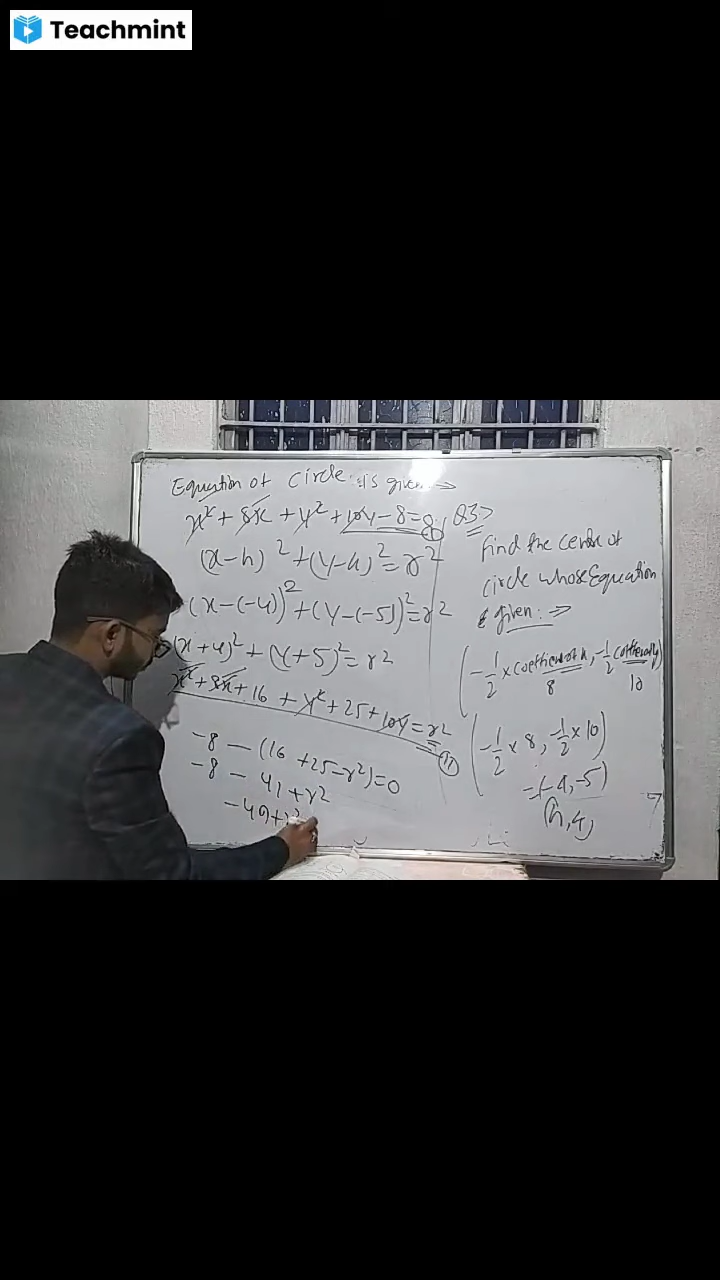 Teachmint
Equation of circle is given :→
x² + 8x + y² + 10y - 8 = 0
(x-h)² + (y-k)² = r²
(x-(-4))² + (y-(-5))² = r²
(x+4)² + (y+5)² = r²
x² + 8x + 16 + y² + 25 + 10y = r²
(11)
-8 - (16 + 25 - r²) = 0
-8 - 41 + r²
-49 + r²
Q3>
find the centre of
circle whose Equation
given :- ⇒
(-1/2 × coefficient of x, -1/2 coff of y)
8 10
(-1/2 × 8, -1/2 × 10)
= (-4, -5)
(h, k)